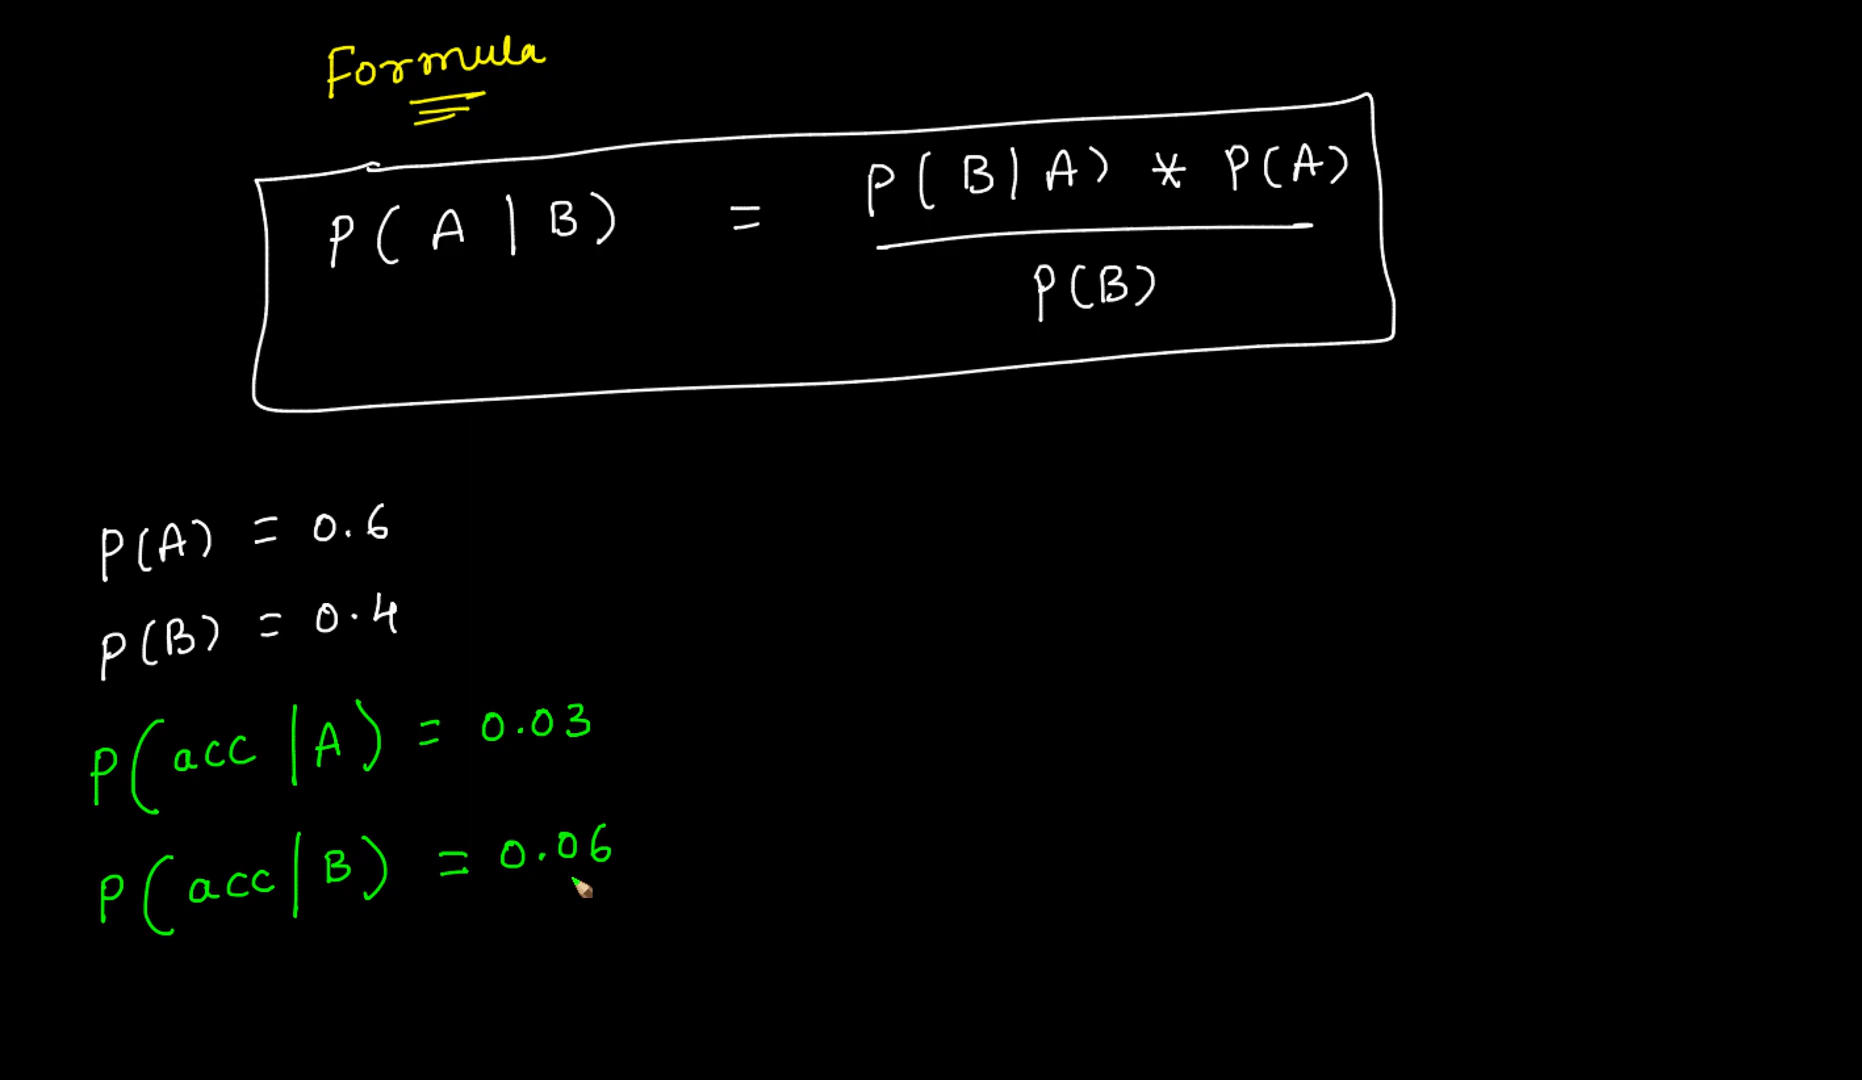 Formula
P(A|B) = P(B|A) * P(A)
P(B)
P(A) = 0.6
P(B) = 0.4
P(acc|A) = 0.03
P(acc|B) = 0.06